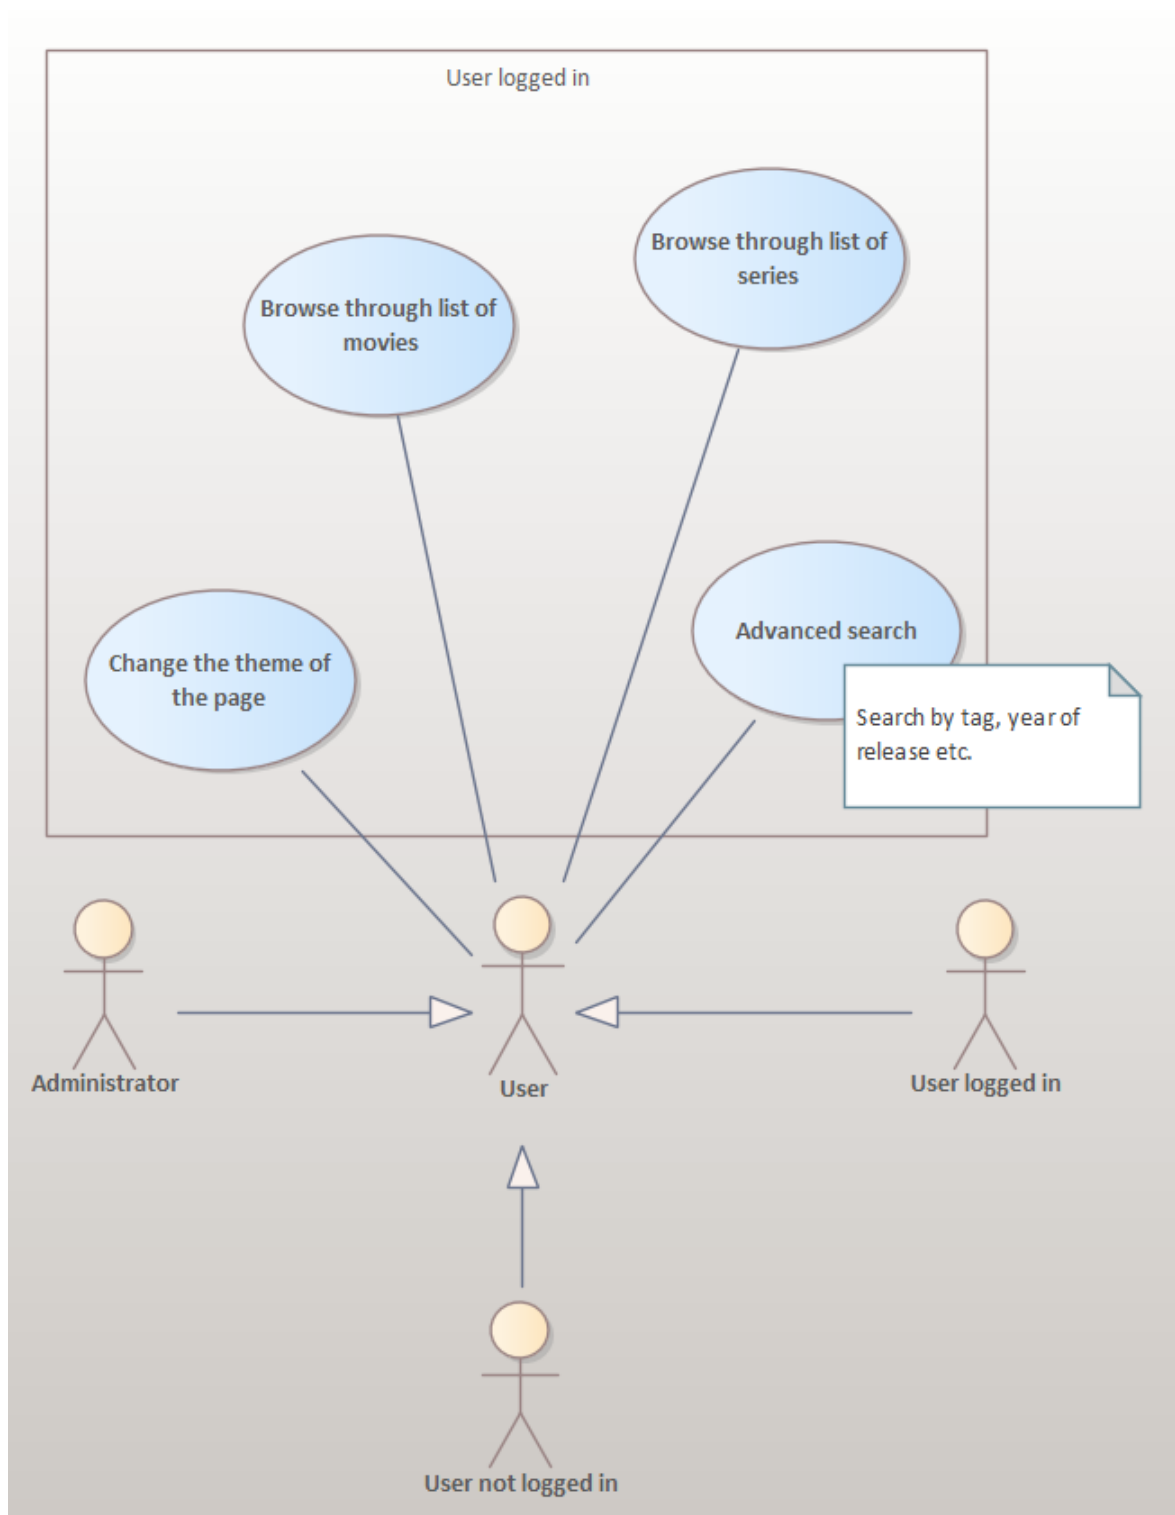 User logged in
Browse through list of
series
Browse through list of
movies
Advanced search
Change the theme of
the page
Search by tag, year of
release etc.
Administrator
User
User logged in
User not logged in